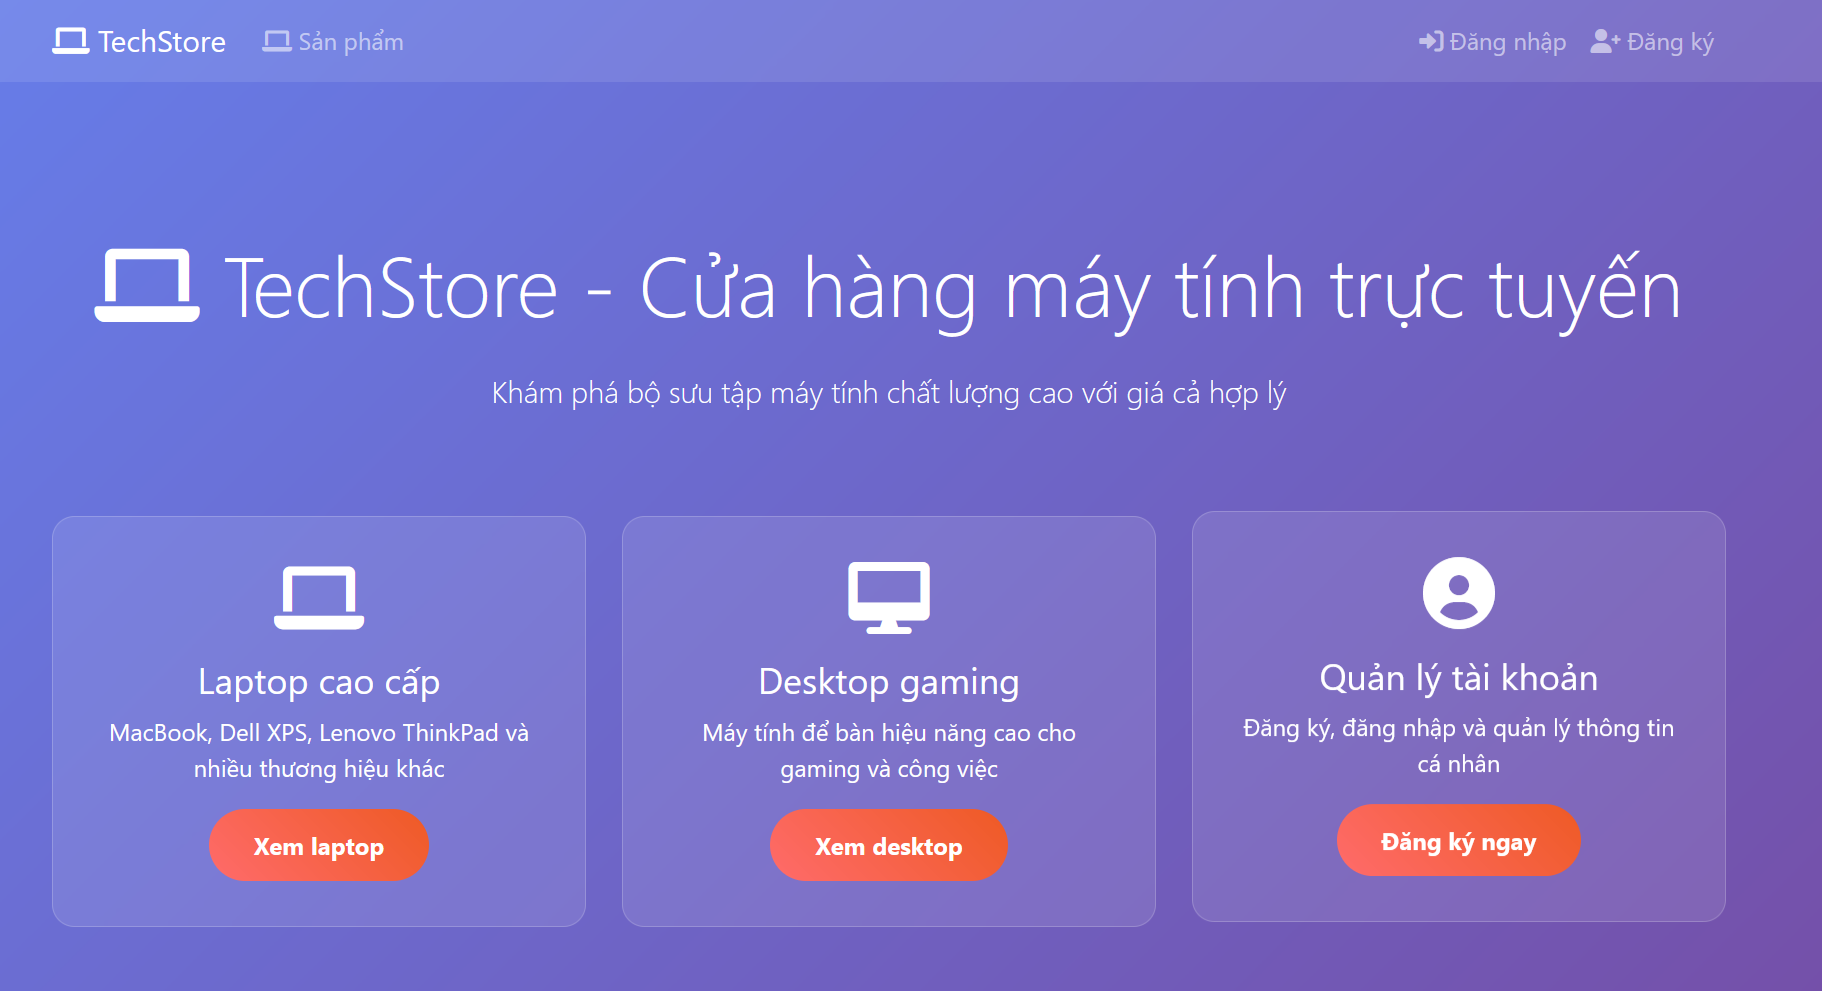 TechStore
Sản phẩm
Đăng nhập
Đăng ký
TechStore - Cửa hàng máy tính trực tuyến
Khám phá bộ sưu tập máy tính chất lượng cao với giá cả hợp lý
Laptop cao cấp
MacBook, Dell XPS, Lenovo ThinkPad và
nhiều thương hiệu khác
Xem laptop
Desktop gaming
Máy tính để bàn hiệu năng cao cho
gaming và công việc
Xem desktop
Quản lý tài khoản
Đăng ký, đăng nhập và quản lý thông tin
cá nhân
Đăng ký ngay